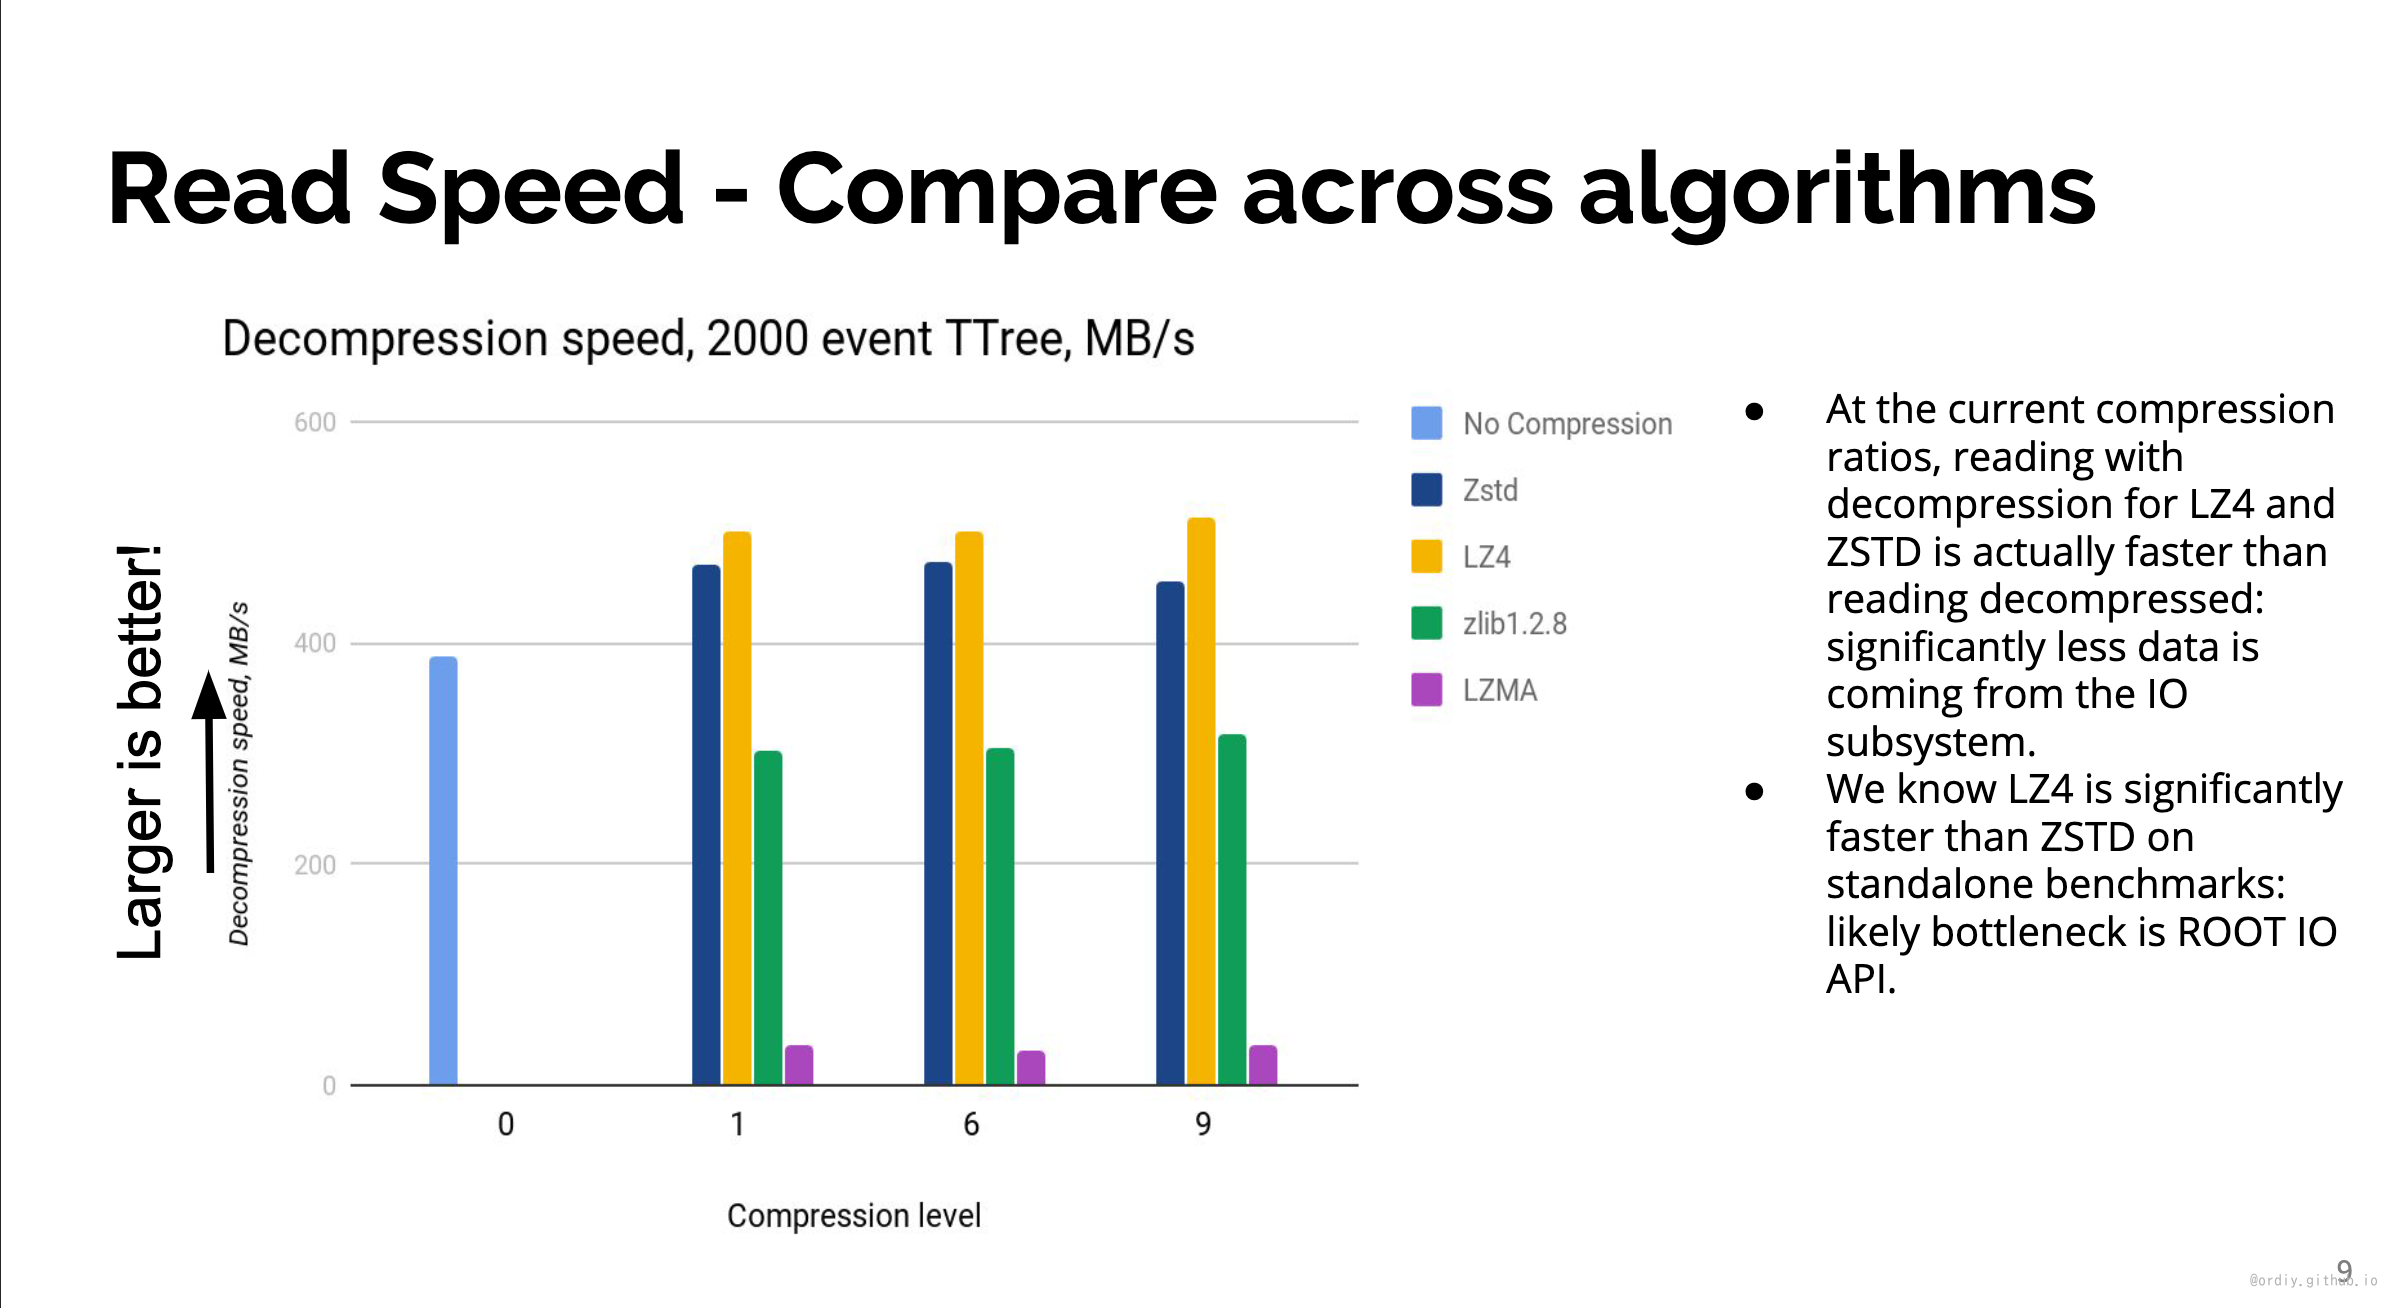 Read Speed - Compare across algorithms
Decompression speed, 2000 event TTree, MB/s
Larger is better!
Decompression speed, MB/s
600
400
200
0
0
1
6
9
Compression level
No Compression
Zstd
LZ4
zlib1.2.8
LZMA
● At the current compression
ratios, reading with
decompression for LZ4 and
ZSTD is actually faster than
reading decompressed:
significantly less data is
coming from the IO
subsystem.
● We know LZ4 is significantly
faster than ZSTD on
standalone benchmarks:
likely bottleneck is ROOT IO
API.
9
@ordiy.github.io